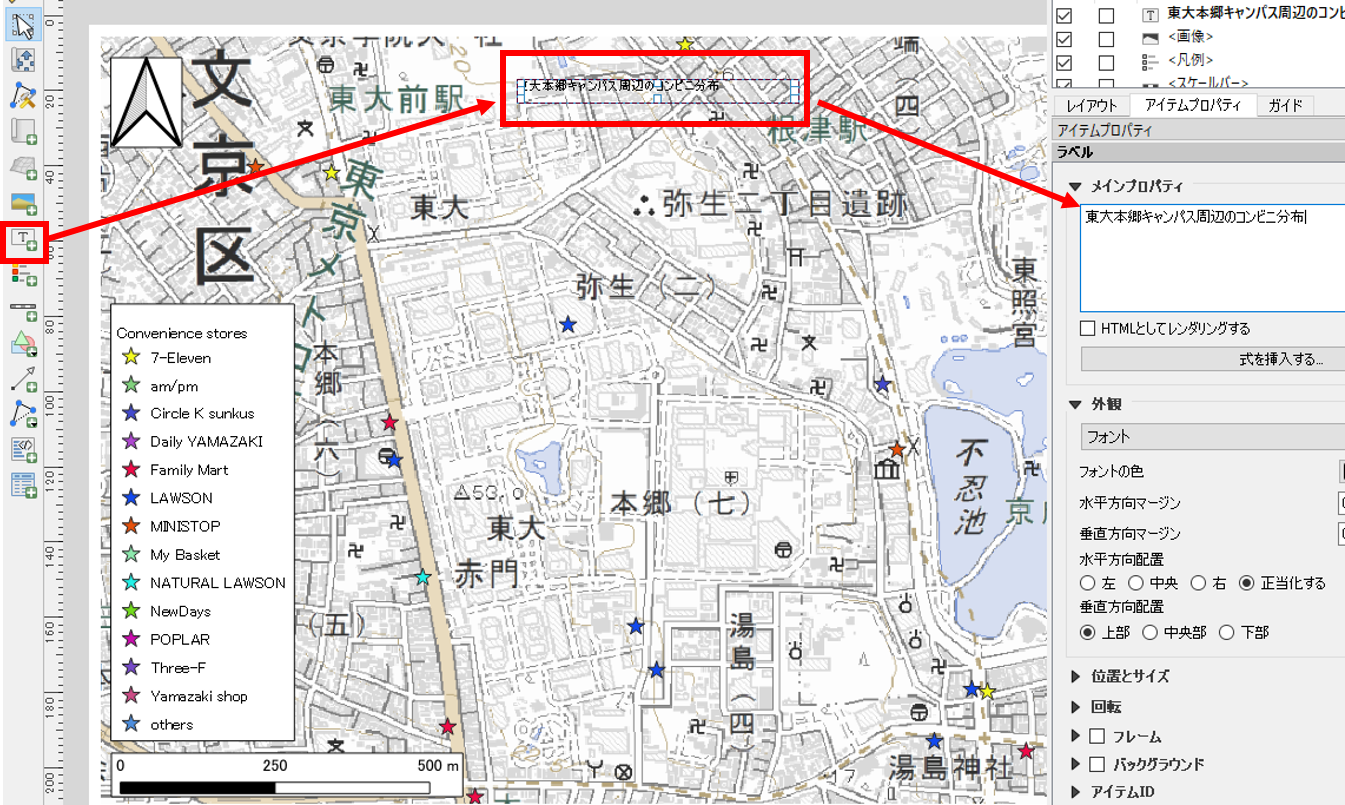 東大本郷キャンパス周辺のコンビ
<画像>
<凡例>
<スケールバー>
レイアウト
アイテムプロパティ
ガイド
アイテムプロパティ
ラベル
メインプロパティ
東大本郷キャンパス周辺のコンビニ分布
HTMLとしてレンダリングする
式を挿入する...
外観
フォント
フォントの色
水平方向マージン
垂直方向マージン
水平方向配置
左 中央 右 正当化する
垂直方向配置
上部 中央部 下部
位置とサイズ
回転
フレーム
バックグラウンド
アイテムID
0
20
40
60
80
100
120
140
160
180
200
大本郷キャンパス周辺のコンビニ分布
文京区
東大前駅
根津駅
端
四
東京メトロ
東大
弥生二丁目遺跡
弥生（二）
東照宮
本郷
六
不忍池
京
本郷（七）
53.0
東大
赤門
（五）
湯島（四）
湯島神社
17
20
Convenience stores
7-Eleven
am/pm
Circle K sunkus
Daily YAMAZAKI
Family Mart
LAWSON
MINISTOP
My Basket
NATURAL LAWSON
NewDays
POPLAR
Three-F
Yamazaki shop
others
0 250 500 m